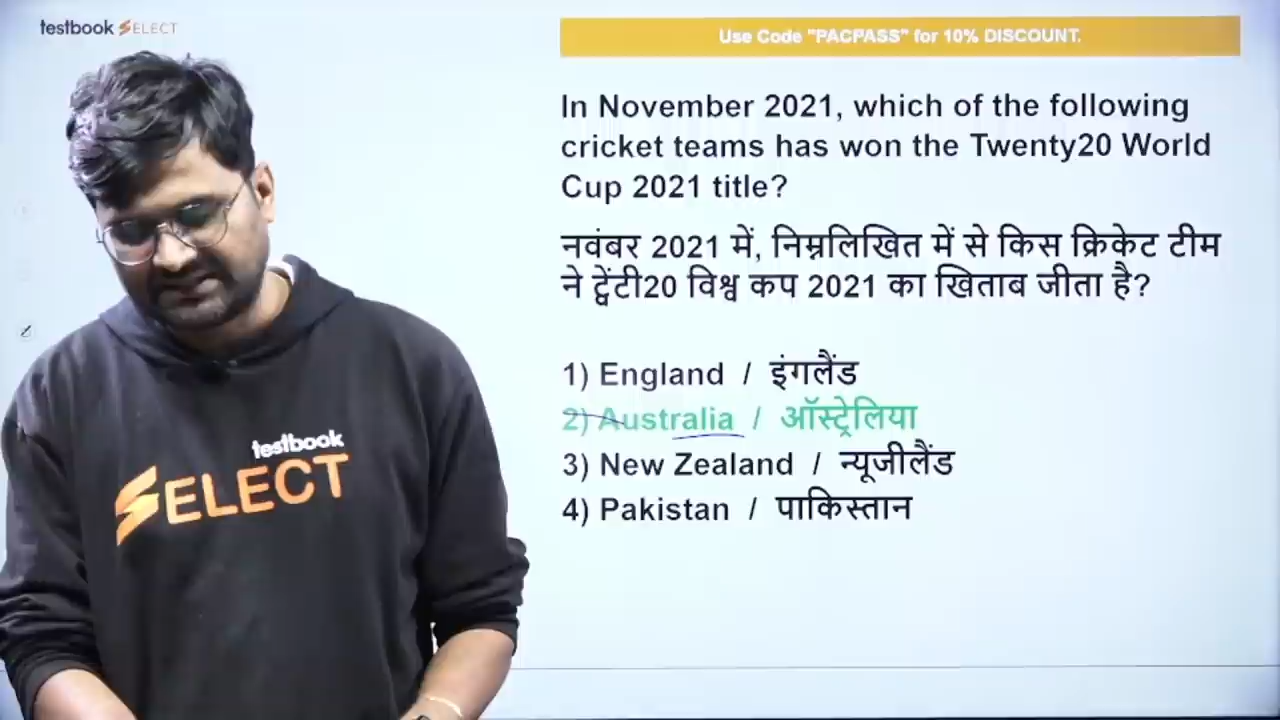 testbook SELECT
Use Code "PACPASS" for 10% DISCOUNT.
In November 2021, which of the following
cricket teams has won the Twenty20 World
Cup 2021 title?
नवंबर 2021 में, निम्नलिखित में से किस क्रिकेट टीम
ने ट्वेंटी20 विश्व कप 2021 का खिताब जीता है?
1) England / इंगलैंड
2) Australia / ऑस्ट्रेलिया
3) New Zealand / न्यूजीलैंड
4) Pakistan / पाकिस्तान
testbook
SELECT